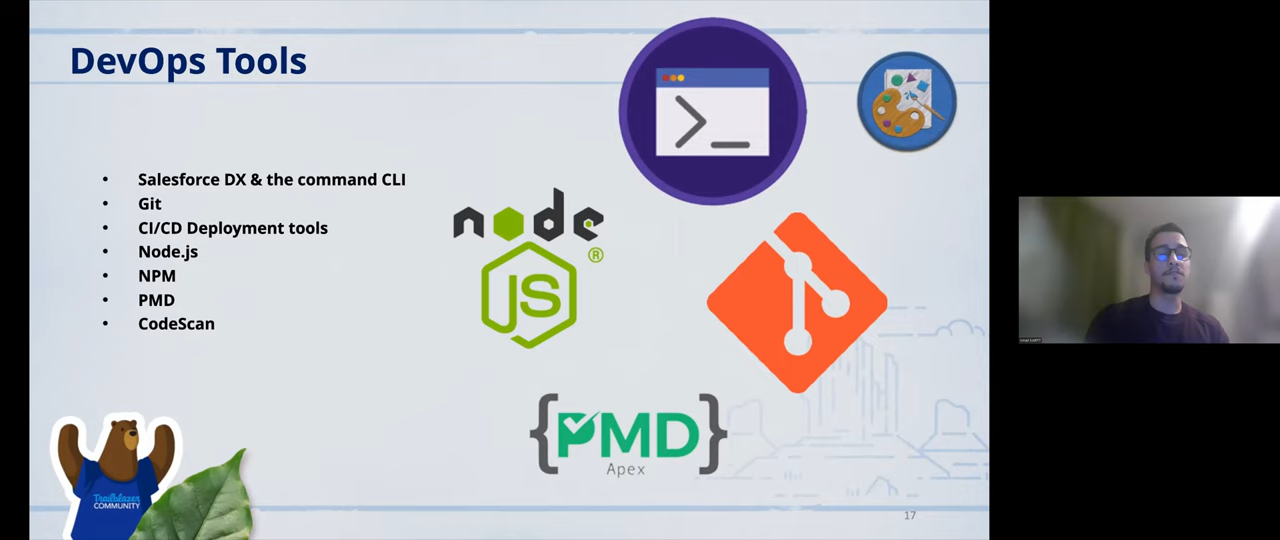 DevOps Tools
• Salesforce DX & the command CLI
• Git
• CI/CD Deployment tools
• Node.js
• NPM
• PMD
• CodeScan
node
JS
®
{PMD}
Apex
Trailblazer
COMMUNITY
17